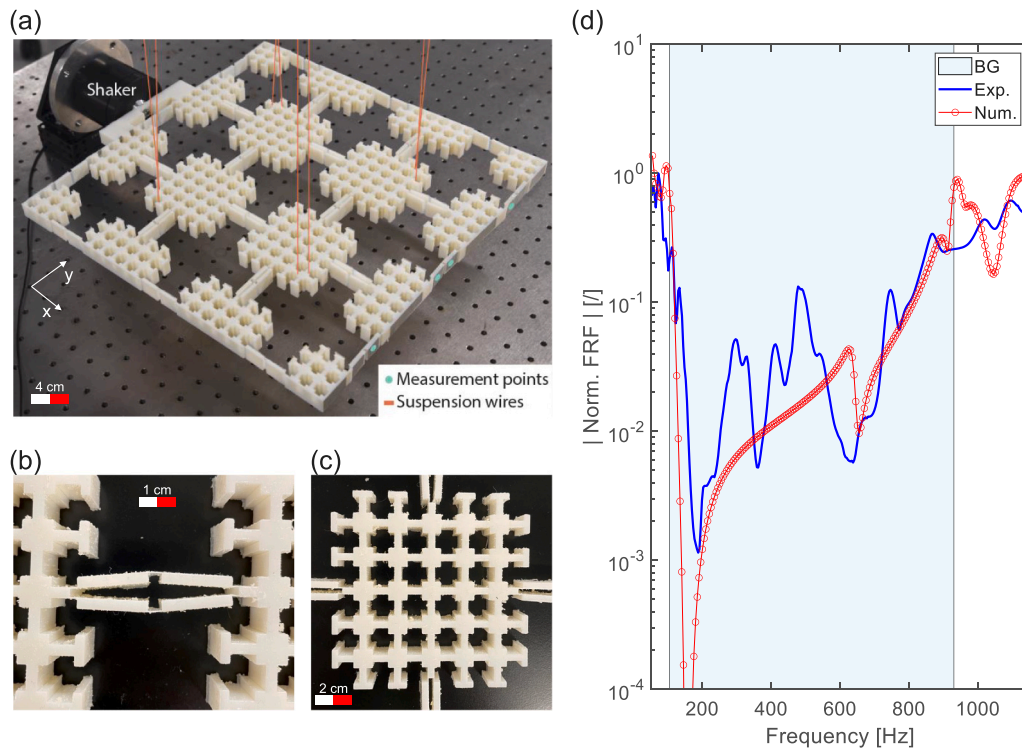 (a)
Shaker
y
x
4 cm
Measurement points
Suspension wires
(b)
1 cm
(c)
2 cm
(d)
10^1
10^0
10^-1
10^-2
10^-3
10^-4
| Norm. FRF | [/]
200
400
600
800
1000
Frequency [Hz]
BG
Exp.
Num.